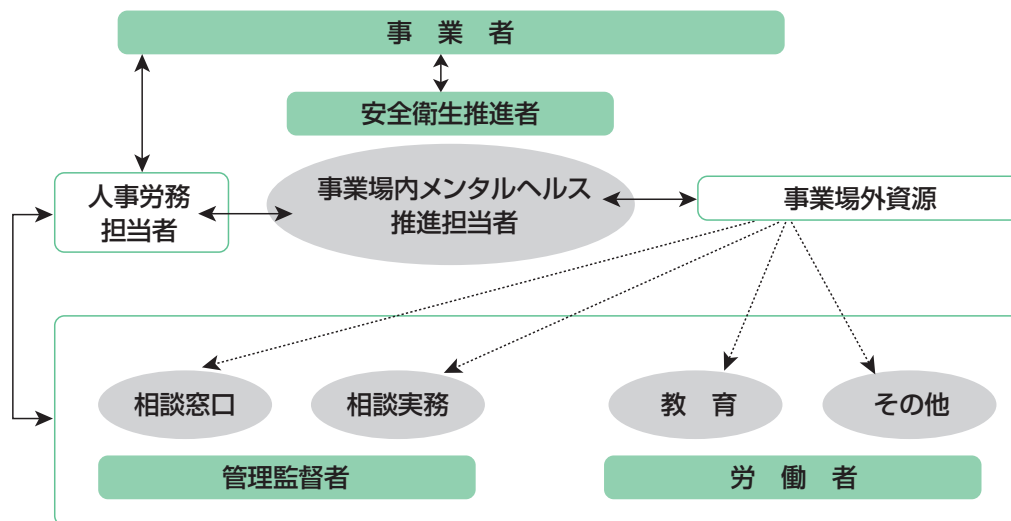 事　業　者
安全衛生推進者
人事労務
担当者
事業場内メンタルヘルス
推進担当者
事業場外資源
相談窓口
相談実務
教　育
その他
管理監督者
労　働　者